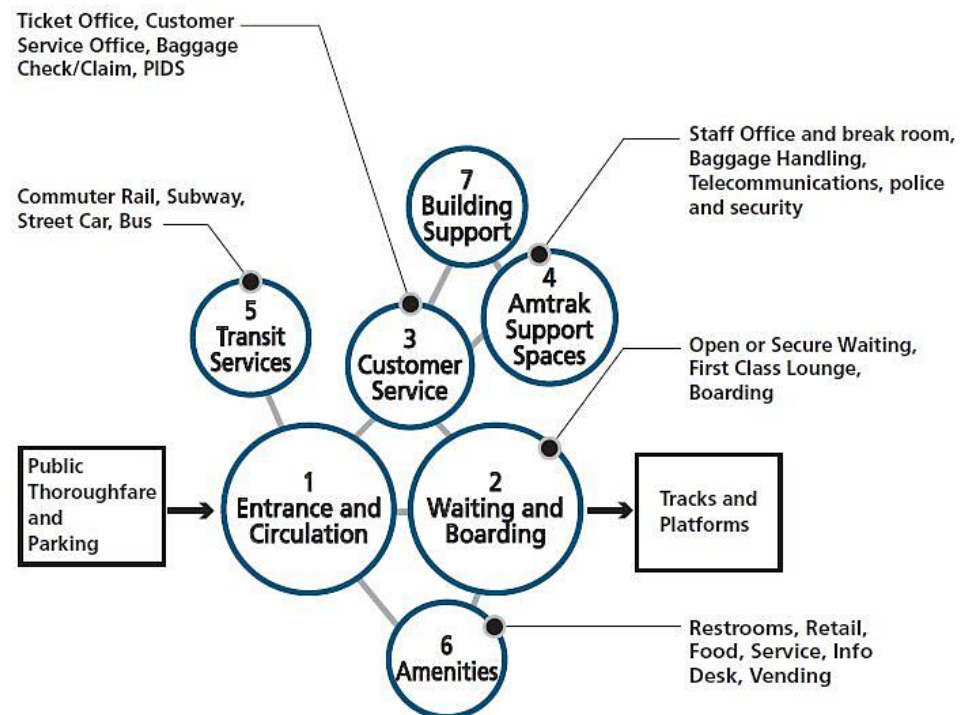 Ticket Office, Customer
Service Office, Baggage
Check/Claim, PIDS
Staff Office and break room,
Baggage Handling,
Telecommunications, police
and security
Commuter Rail, Subway,
Street Car, Bus
7
Building
Support
4
Amtrak
Support
Spaces
5
Transit
Services
3
Customer
Service
Open or Secure Waiting,
First Class Lounge,
Boarding
Public
Thoroughfare
and
Parking
1
Entrance and
Circulation
2
Waiting and
Boarding
Tracks and
Platforms
6
Amenities
Restrooms, Retail,
Food, Service, Info
Desk, Vending